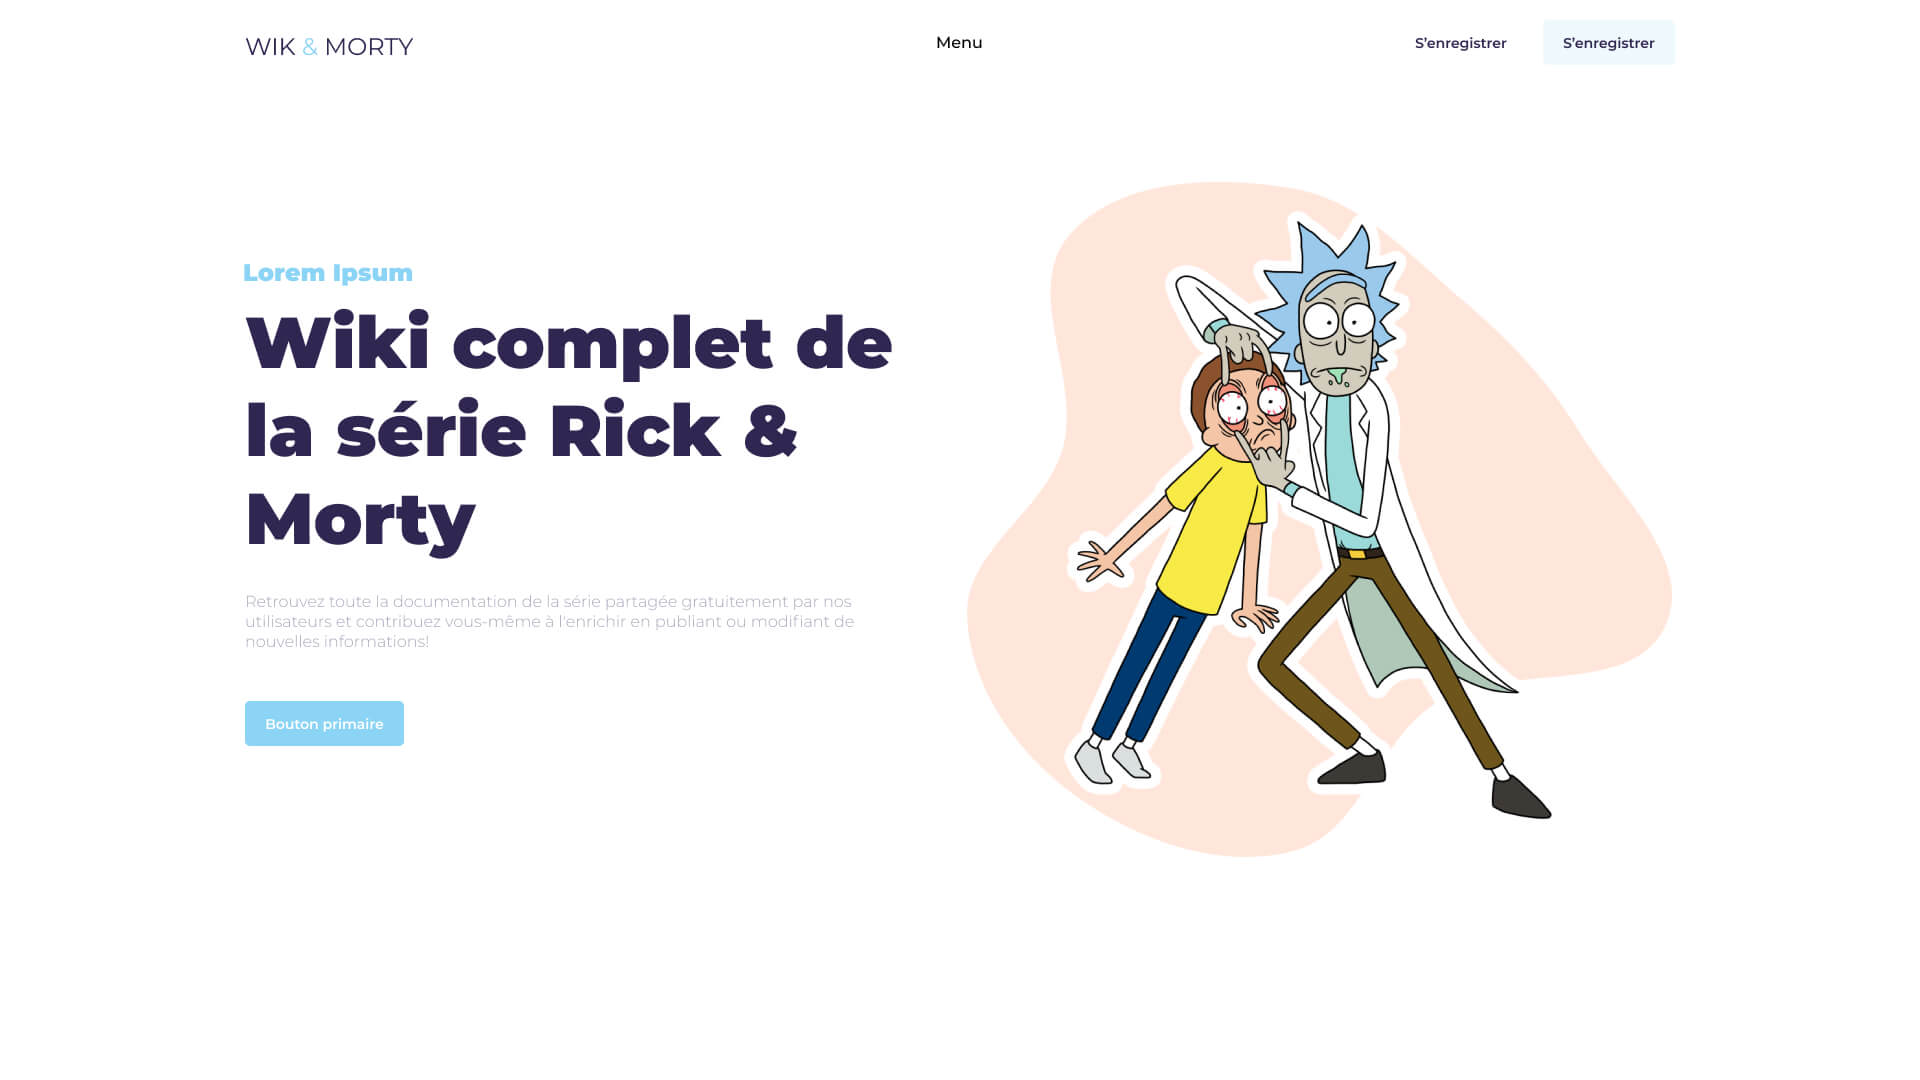 WIK & MORTY
Menu
S’enregistrer
S’enregistrer
Lorem Ipsum
Wiki complet de
la série Rick &
Morty
Retrouvez toute la documentation de la série partagée gratuitement par nos
utilisateurs et contribuez vous-même à l'enrichir en publiant ou modifiant de
nouvelles informations!
Bouton primaire